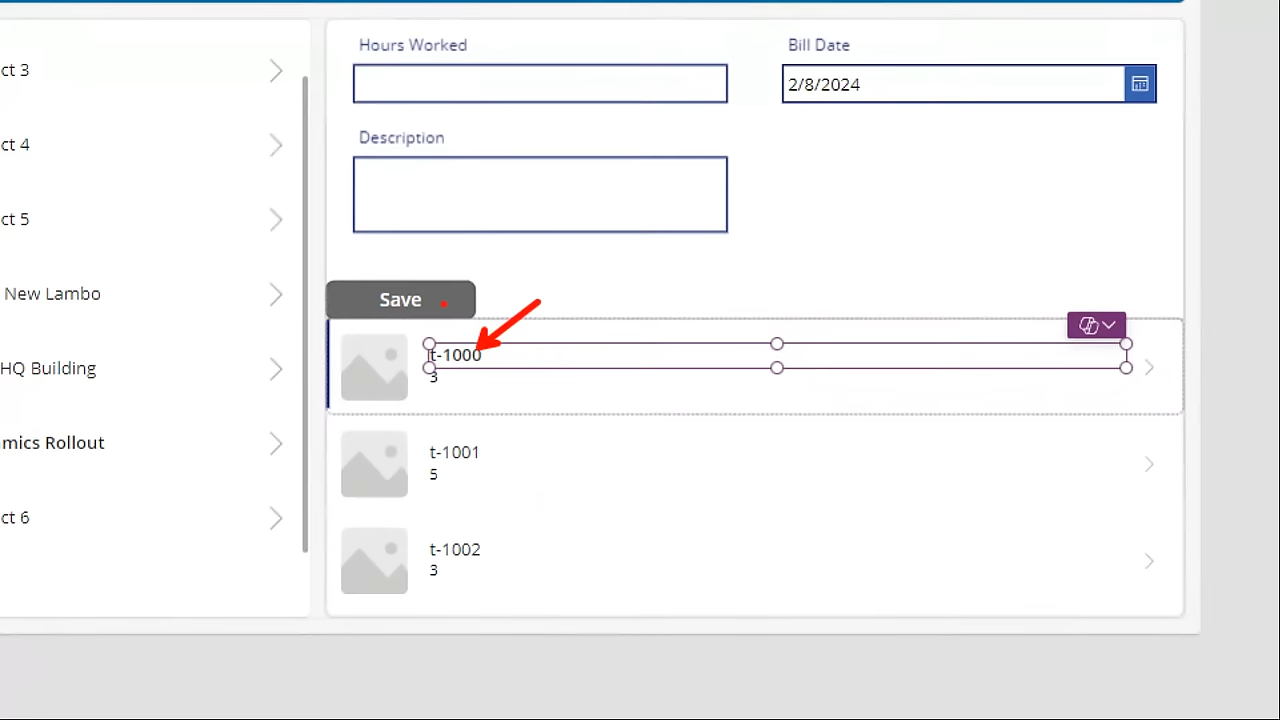 ct 3
ct 4
ct 5
New Lambo
HQ Building
mics Rollout
ct 6
Hours Worked
Bill Date
2/8/2024
Description
Save
t-1000
3
t-1001
5
t-1002
3